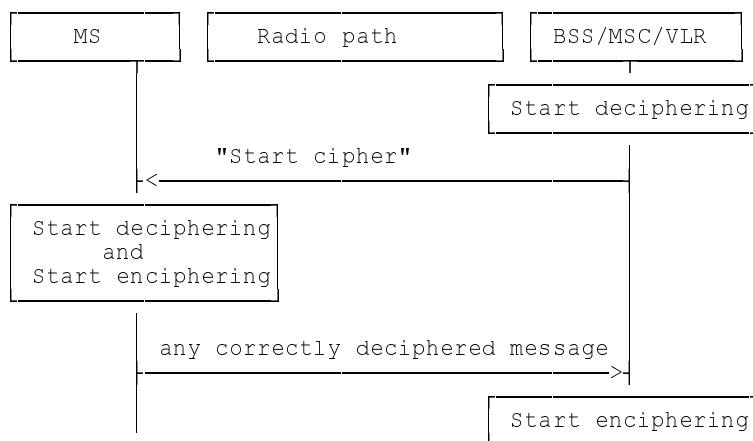 MS
Radio path
BSS/MSC/VLR
Start deciphering
"Start cipher"
Start deciphering
and
Start enciphering
any correctly deciphered message
Start enciphering